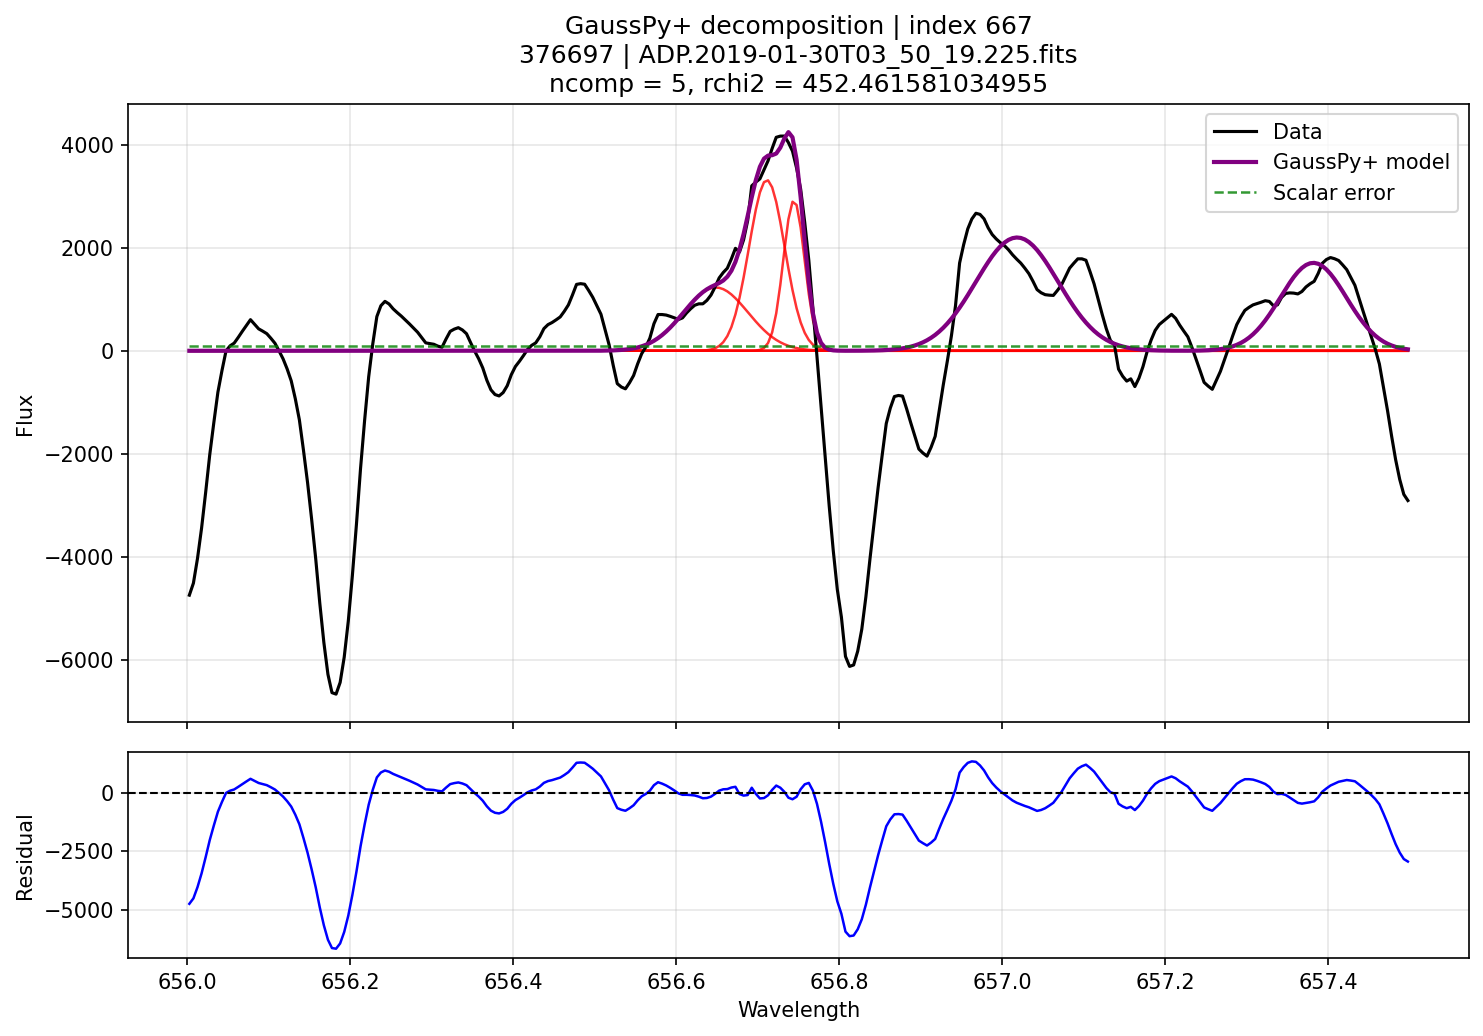 GaussPy+ decomposition | index 667
376697 | ADP.2019-01-30T03_50_19.225.fits
ncomp = 5, rchi2 = 452.461581034955
Data
GaussPy+ model
Scalar error
4000
2000
0
−2000
−4000
−6000
Flux
0
−2500
−5000
Residual
656.0 656.2 656.4 656.6 656.8 657.0 657.2 657.4
Wavelength